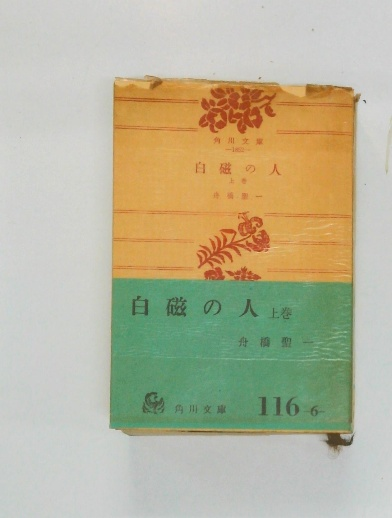 角川文庫
白磁の人
上巻
舟橋聖一
白磁の人 上巻
舟橋聖一
角川文庫 116 -6-